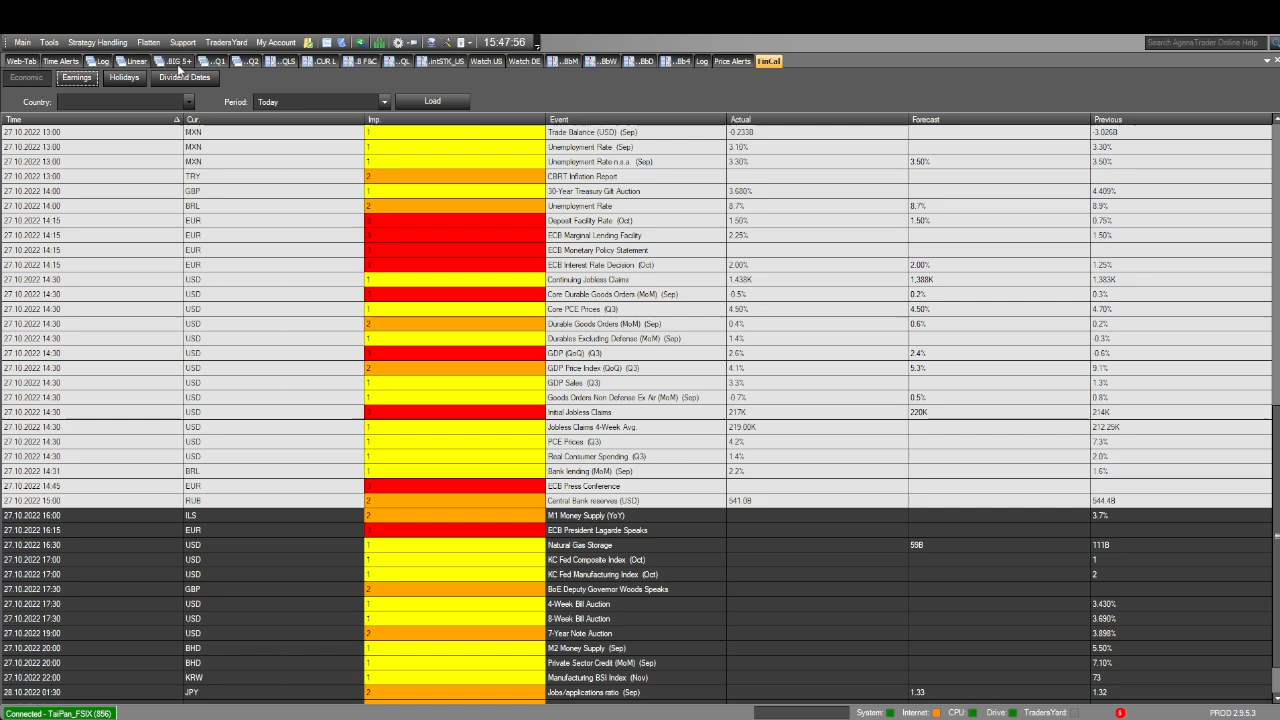 Main Tools Strategy Handling Flatten Support TradersYard My Account 15:47:56 Search AgenaTrader Online Help
Web-Tab Time Alerts Log Linear .BIG 5+ ..Q1 ..Q2 ..QLS .CUR L .B F&C ..QL .intSTK_US Watch US Watch DE ..BbM ..BbW ..BbD ..Bb4 Log Price Alerts FinCal
Economic Earnings Holidays Dividend Dates
Country: Period: Today Load
Time Cur. Imp. Event Actual Forecast Previous
27.10.2022 13:00 MXN 1 Trade Balance (USD) (Sep) -0.233B -3.026B
27.10.2022 13:00 MXN 1 Unemployment Rate (Sep) 3.10% 3.30%
27.10.2022 13:00 MXN 1 Unemployment Rate n.s.a. (Sep) 3.30% 3.50% 3.50%
27.10.2022 13:00 TRY 2 CBRT Inflation Report
27.10.2022 14:00 GBP 1 30-Year Treasury Gilt Auction 3.680% 4.409%
27.10.2022 14:00 BRL 2 Unemployment Rate 8.7% 8.7% 8.9%
27.10.2022 14:15 EUR 3 Deposit Facility Rate (Oct) 1.50% 1.50% 0.75%
27.10.2022 14:15 EUR 3 ECB Marginal Lending Facility 2.25% 1.50%
27.10.2022 14:15 EUR 3 ECB Monetary Policy Statement
27.10.2022 14:15 EUR 3 ECB Interest Rate Decision (Oct) 2.00% 2.00% 1.25%
27.10.2022 14:30 USD 1 Continuing Jobless Claims 1.438K 1.388K 1.383K
27.10.2022 14:30 USD 3 Core Durable Goods Orders (MoM) (Sep) -0.5% 0.2% 0.3%
27.10.2022 14:30 USD 1 Core PCE Prices (Q3) 4.50% 4.50% 4.70%
27.10.2022 14:30 USD 2 Durable Goods Orders (MoM) (Sep) 0.4% 0.6% 0.2%
27.10.2022 14:30 USD 1 Durables Excluding Defense (MoM) (Sep) 1.4% -0.3%
27.10.2022 14:30 USD 3 GDP (QoQ) (Q3) 2.6% 2.4% -0.6%
27.10.2022 14:30 USD 2 GDP Price Index (QoQ) (Q3) 4.1% 5.3% 9.1%
27.10.2022 14:30 USD 1 GDP Sales (Q3) 3.3% 1.3%
27.10.2022 14:30 USD 1 Goods Orders Non Defense Ex Air (MoM) (Sep) -0.7% 0.5% 0.8%
27.10.2022 14:30 USD 3 Initial Jobless Claims 217K 220K 214K
27.10.2022 14:30 USD 1 Jobless Claims 4-Week Avg. 219.00K 212.25K
27.10.2022 14:30 USD 1 PCE Prices (Q3) 4.2% 7.3%
27.10.2022 14:30 USD 1 Real Consumer Spending (Q3) 1.4% 2.0%
27.10.2022 14:31 BRL 1 Bank lending (MoM) (Sep) 2.2% 1.6%
27.10.2022 14:45 EUR 3 ECB Press Conference
27.10.2022 15:00 RUB 2 Central Bank reserves (USD) 541.0B 544.4B
27.10.2022 16:00 ILS 2 M1 Money Supply (YoY) 3.7%
27.10.2022 16:15 EUR 3 ECB President Lagarde Speaks
27.10.2022 16:30 USD 1 Natural Gas Storage 59B 111B
27.10.2022 17:00 USD 1 KC Fed Composite Index (Oct) 1
27.10.2022 17:00 USD 1 KC Fed Manufacturing Index (Oct) 2
27.10.2022 17:30 GBP 2 BoE Deputy Governor Woods Speaks
27.10.2022 17:30 USD 1 4-Week Bill Auction 3.430%
27.10.2022 17:30 USD 1 8-Week Bill Auction 3.690%
27.10.2022 19:00 USD 2 7-Year Note Auction 3.898%
27.10.2022 20:00 BHD 1 M2 Money Supply (Sep) 5.50%
27.10.2022 20:00 BHD 1 Private Sector Credit (MoM) (Sep) 7.10%
27.10.2022 22:00 KRW 1 Manufacturing BSI Index (Nov) 73
28.10.2022 01:30 JPY 2 Jobs/applications ratio (Sep) 1.33 1.32
Connected - TaiPan_FSIX (856) System: Internet: CPU: Drive: TradersYard: PROD 2.9.5.3